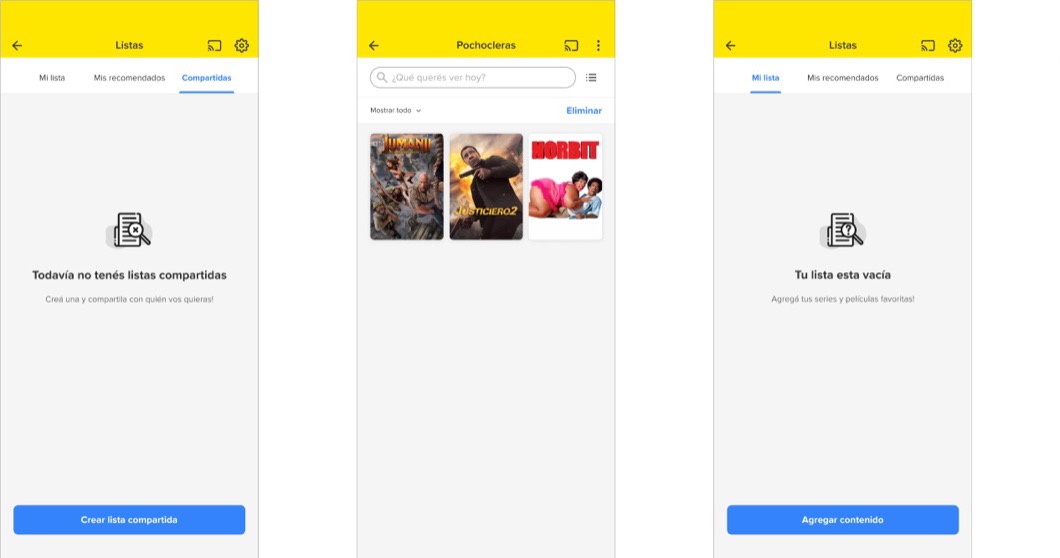 Listas
Mi lista
Mis recomendados
Compartidas
Todavía no tenés listas compartidas
Creá una y compartila con quién vos quieras!
Crear lista compartida
Pochocleras
¿Qué querés ver hoy?
Mostrar todo
Eliminar
JUMANJI
JUSTICIERO 2
NORBIT
Listas
Mi lista
Mis recomendados
Compartidas
Tu lista esta vacía
Agregá tus series y películas favoritas!
Agregar contenido